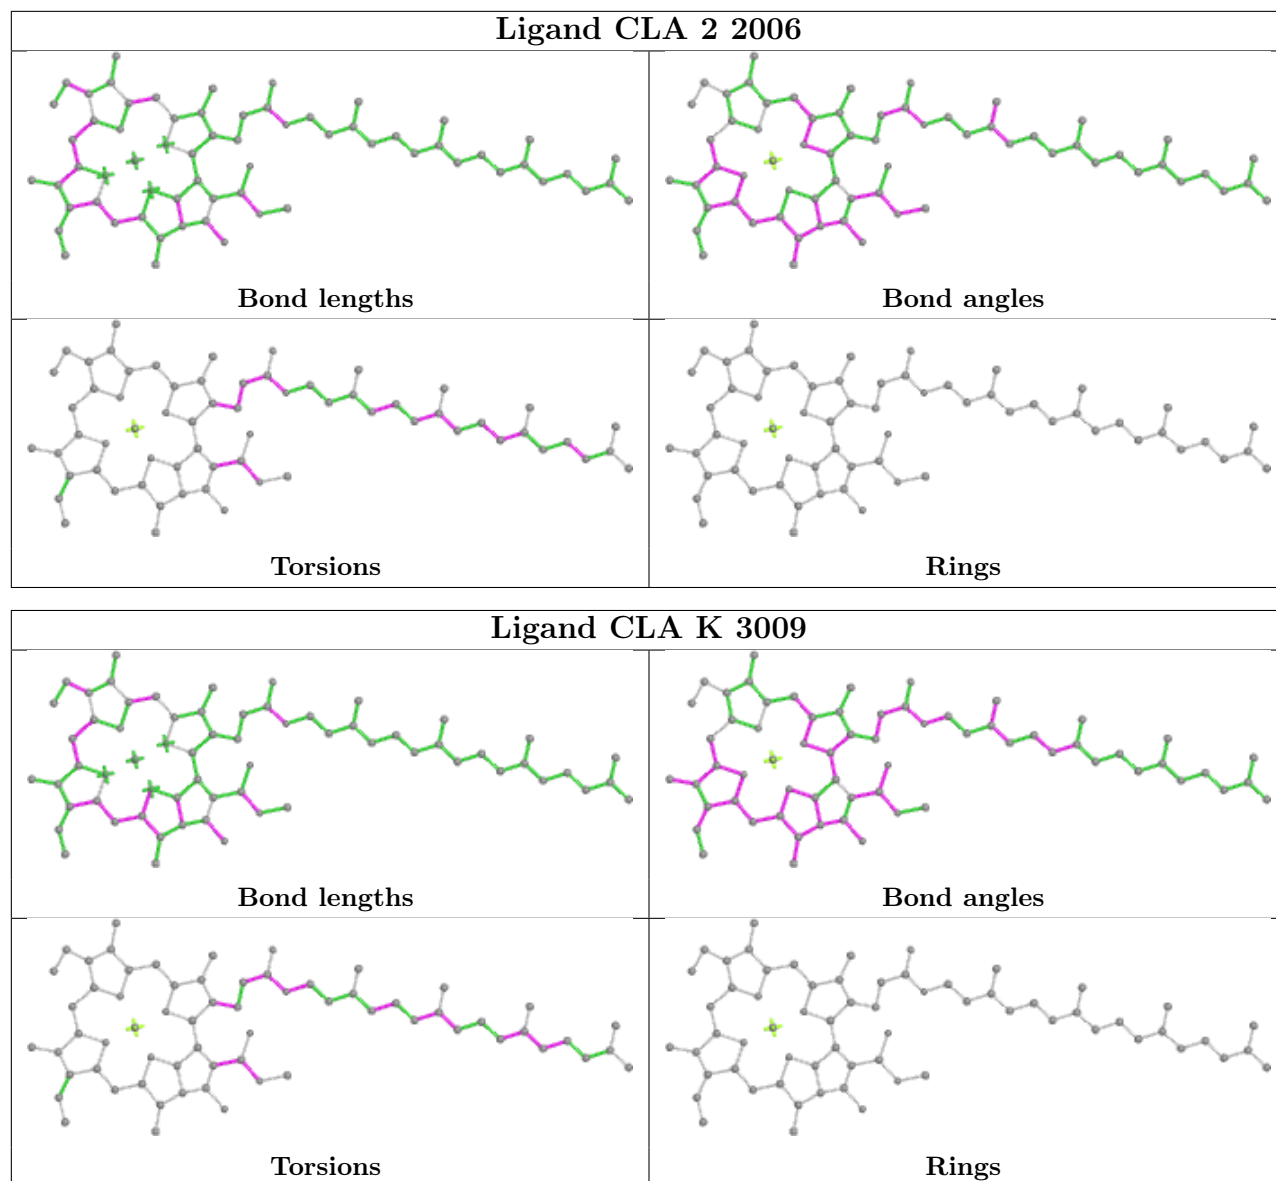 Ligand CLA 2 2006
Bond lengths
Bond angles
Torsions
Rings
Ligand CLA K 3009
Bond lengths
Bond angles
Torsions
Rings